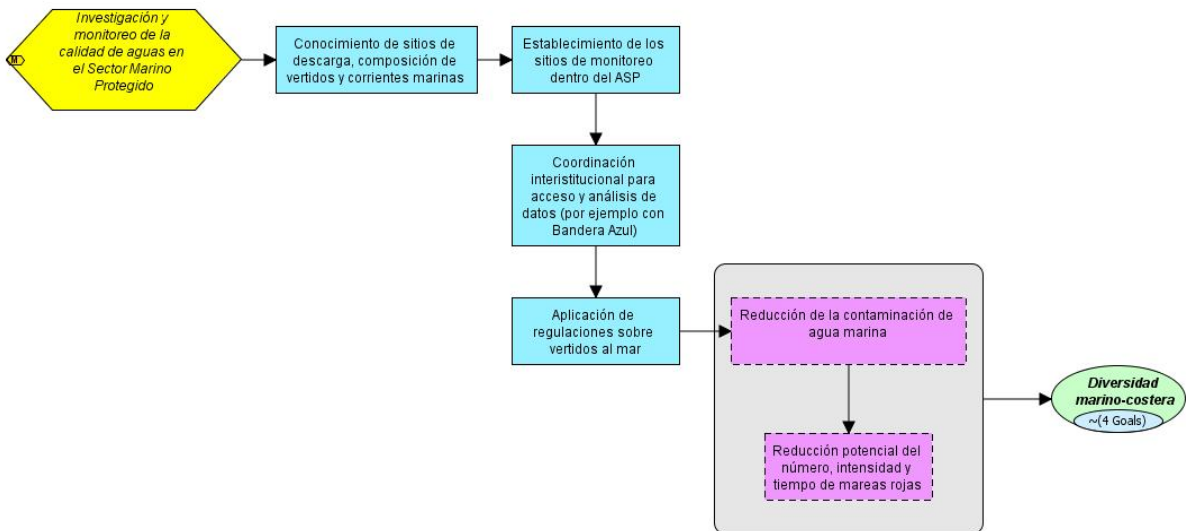 Investigación y
monitoreo de la
calidad de aguas en
el Sector Marino
Protegido
M
Conocimiento de sitios de
descarga, composición de
vertidos y corrientes marinas
Establecimiento de los
sitios de monitoreo
dentro del ASP
Coordinación
interistitucional para
acceso y análisis de
datos (por ejemplo con
Bandera Azul)
Aplicación de
regulaciones sobre
vertidos al mar
Reducción de la contaminación de
agua marina
Reducción potencial del
número, intensidad y
tiempo de mareas rojas
Diversidad
marino-costera
~(4 Goals)